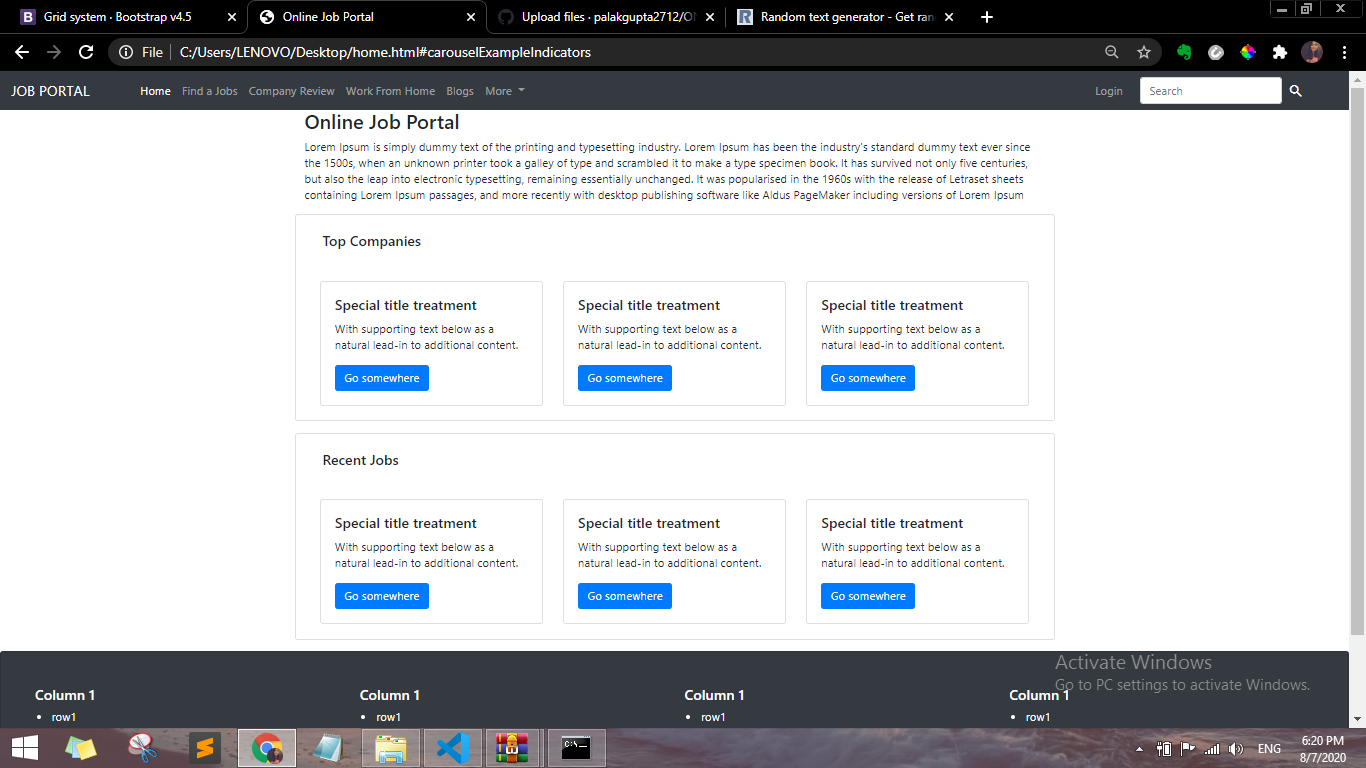 Grid system · Bootstrap v4.5
Online Job Portal
Upload files · palakgupta2712/O
Random text generator - Get ran
File
C:/Users/LENOVO/Desktop/home.html#carouselExampleIndicators
JOB PORTAL Home Find a Jobs Company Review Work From Home Blogs More Login Search
Online Job Portal
Lorem Ipsum is simply dummy text of the printing and typesetting industry. Lorem Ipsum has been the industry's standard dummy text ever since
the 1500s, when an unknown printer took a galley of type and scrambled it to make a type specimen book. It has survived not only five centuries,
but also the leap into electronic typesetting, remaining essentially unchanged. It was popularised in the 1960s with the release of Letraset sheets
containing Lorem Ipsum passages, and more recently with desktop publishing software like Aldus PageMaker including versions of Lorem Ipsum
Top Companies
Special title treatment
With supporting text below as a
natural lead-in to additional content.
Go somewhere
Special title treatment
With supporting text below as a
natural lead-in to additional content.
Go somewhere
Special title treatment
With supporting text below as a
natural lead-in to additional content.
Go somewhere
Recent Jobs
Special title treatment
With supporting text below as a
natural lead-in to additional content.
Go somewhere
Special title treatment
With supporting text below as a
natural lead-in to additional content.
Go somewhere
Special title treatment
With supporting text below as a
natural lead-in to additional content.
Go somewhere
Column 1
row1
Column 1
row1
Column 1
row1
Column 1
row1
Activate Windows
Go to PC settings to activate Windows.
ENG
6:20 PM
8/7/2020